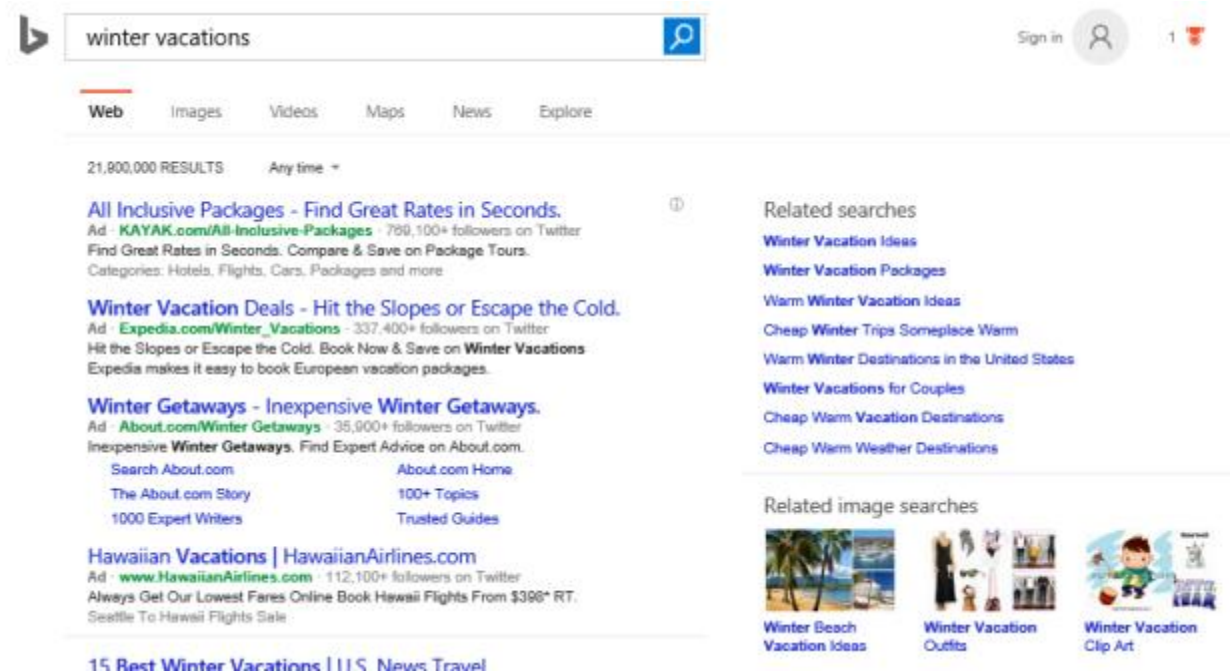 winter vacations
Sign in
1
Web Images Videos Maps News Explore
21,900,000 RESULTS Any time
All Inclusive Packages - Find Great Rates in Seconds.
Ad · KAYAK.com/All-Inclusive-Packages · 769,100+ followers on Twitter
Find Great Rates in Seconds. Compare & Save on Package Tours.
Categories: Hotels, Flights, Cars, Packages and more
Winter Vacation Deals - Hit the Slopes or Escape the Cold.
Ad · Expedia.com/Winter_Vacations · 337,400+ followers on Twitter
Hit the Slopes or Escape the Cold. Book Now & Save on Winter Vacations
Expedia makes it easy to book European vacation packages.
Winter Getaways - Inexpensive Winter Getaways.
Ad · About.com/Winter Getaways · 35,900+ followers on Twitter
Inexpensive Winter Getaways. Find Expert Advice on About.com.
Search About.com About.com Home
The About.com Story 100+ Topics
1000 Expert Writers Trusted Guides
Hawaiian Vacations | HawaiianAirlines.com
Ad · www.HawaiianAirlines.com · 112,100+ followers on Twitter
Always Get Our Lowest Fares Online Book Hawaii Flights From $398* RT.
Seattle To Hawaii Flights Sale
15 Best Winter Vacations | U.S. News Travel
Related searches
Winter Vacation Ideas
Winter Vacation Packages
Warm Winter Vacation Ideas
Cheap Winter Trips Someplace Warm
Warm Winter Destinations in the United States
Winter Vacations for Couples
Cheap Warm Vacation Destinations
Cheap Warm Weather Destinations
Related image searches
Winter Beach
Vacation Ideas
Winter Vacation
Outfits
Winter Vacation
Clip Art